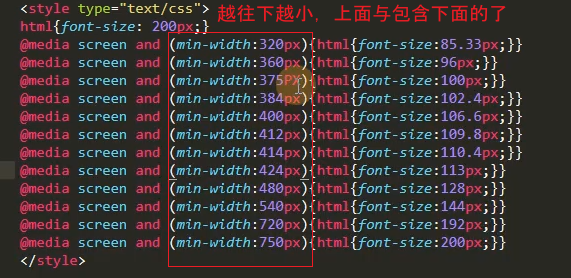 <style type="text/css"> 越往下越小，上面与包含下面的了
html{font-size: 200px;}
@media screen and (min-width:320px){html{font-size:85.33px;}}
@media screen and (min-width:360px){html{font-size:96px;}}
@media screen and (min-width:375PX){html{font-size:100px;}}
@media screen and (min-width:384px){html{font-size:102.4px;}}
@media screen and (min-width:400px){html{font-size:106.6px;}}
@media screen and (min-width:412px){html{font-size:109.8px;}}
@media screen and (min-width:414px){html{font-size:110.4px;}}
@media screen and (min-width:424px){html{font-size:113px;}}
@media screen and (min-width:480px){html{font-size:128px;}}
@media screen and (min-width:540px){html{font-size:144px;}}
@media screen and (min-width:720px){html{font-size:192px;}}
@media screen and (min-width:750px){html{font-size:200px;}}
</style>